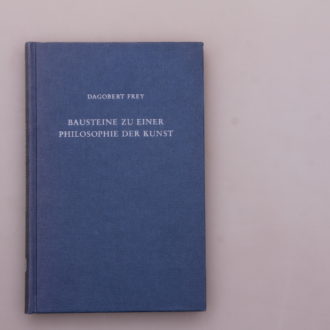 DAGOBERT FREY
BAUSTEINE ZU EINER
PHILOSOPHIE DER KUNST